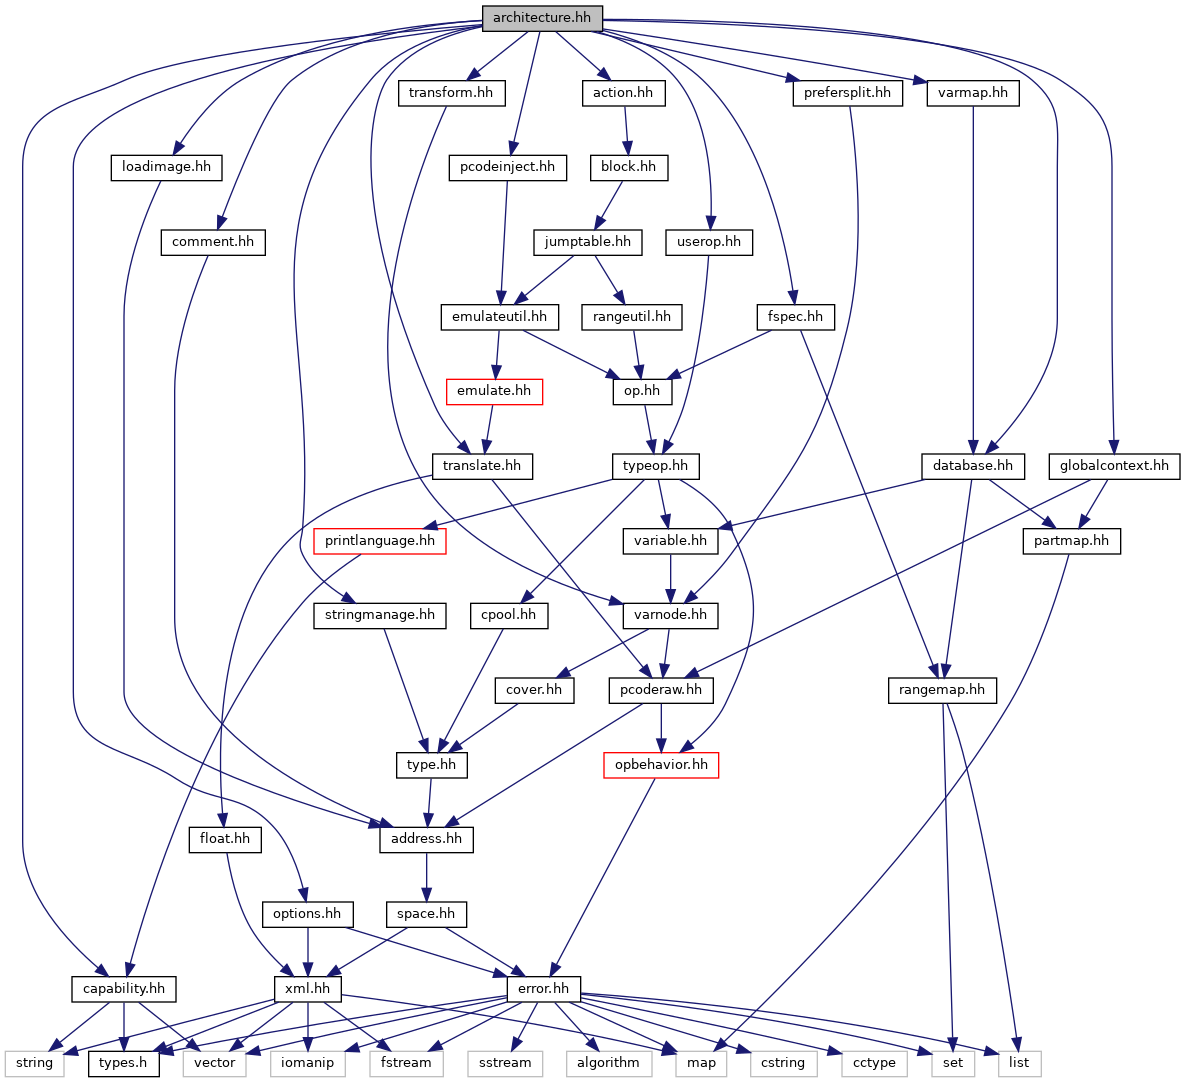 architecture.hh
transform.hh
action.hh
prefersplit.hh
varmap.hh
loadimage.hh
pcodeinject.hh
block.hh
comment.hh
jumptable.hh
userop.hh
emulateutil.hh
rangeutil.hh
fspec.hh
emulate.hh
op.hh
translate.hh
typeop.hh
database.hh
globalcontext.hh
printlanguage.hh
variable.hh
partmap.hh
stringmanage.hh
cpool.hh
varnode.hh
cover.hh
pcoderaw.hh
rangemap.hh
type.hh
opbehavior.hh
float.hh
address.hh
options.hh
space.hh
capability.hh
xml.hh
error.hh
string
types.h
vector
iomanip
fstream
sstream
algorithm
map
cstring
cctype
set
list